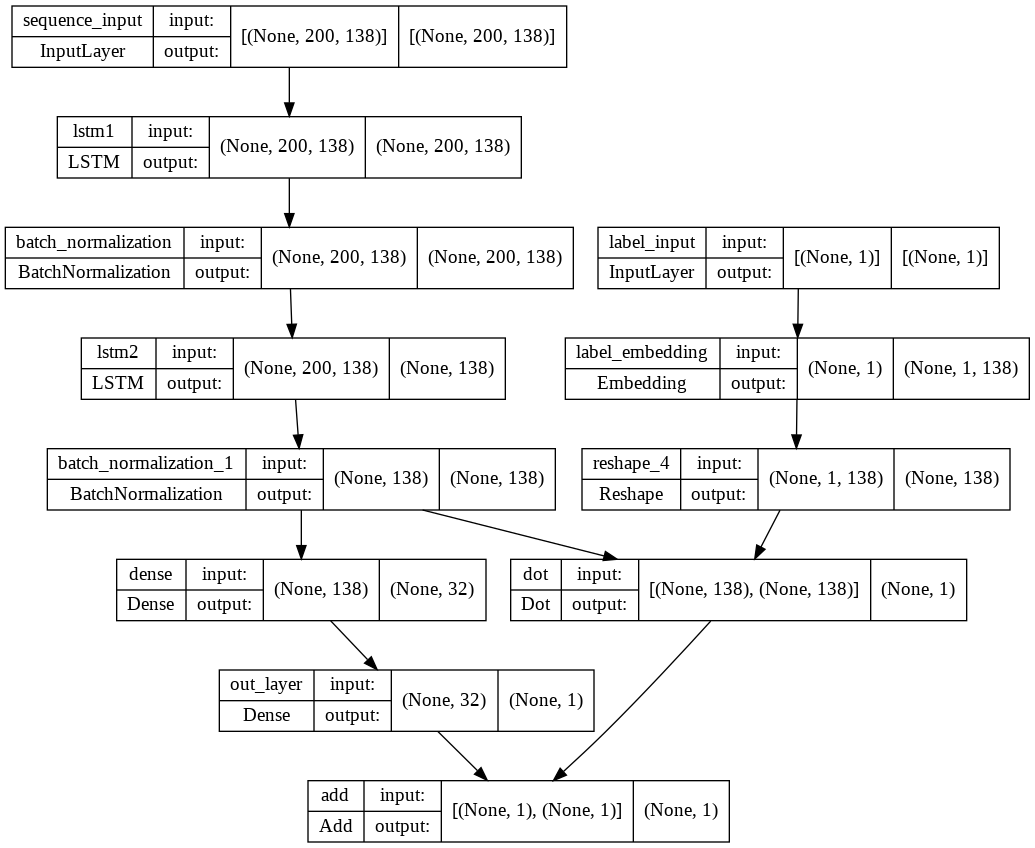 sequence_input input: [(None, 200, 138)] [(None, 200, 138)]
InputLayer output:
lstm1 input: (None, 200, 138) (None, 200, 138)
LSTM output:
batch_normalization input: (None, 200, 138) (None, 200, 138)
BatchNormalization output:
label_input input: [(None, 1)] [(None, 1)]
InputLayer output:
lstm2 input: (None, 200, 138) (None, 138)
LSTM output:
label_embedding input: (None, 1) (None, 1, 138)
Embedding output:
batch_normalization_1 input: (None, 138) (None, 138)
BatchNormalization output:
reshape_4 input: (None, 1, 138) (None, 138)
Reshape output:
dense input: (None, 138) (None, 32)
Dense output:
dot input: [(None, 138), (None, 138)] (None, 1)
Dot output:
out_layer input: (None, 32) (None, 1)
Dense output:
add input: [(None, 1), (None, 1)] (None, 1)
Add output: